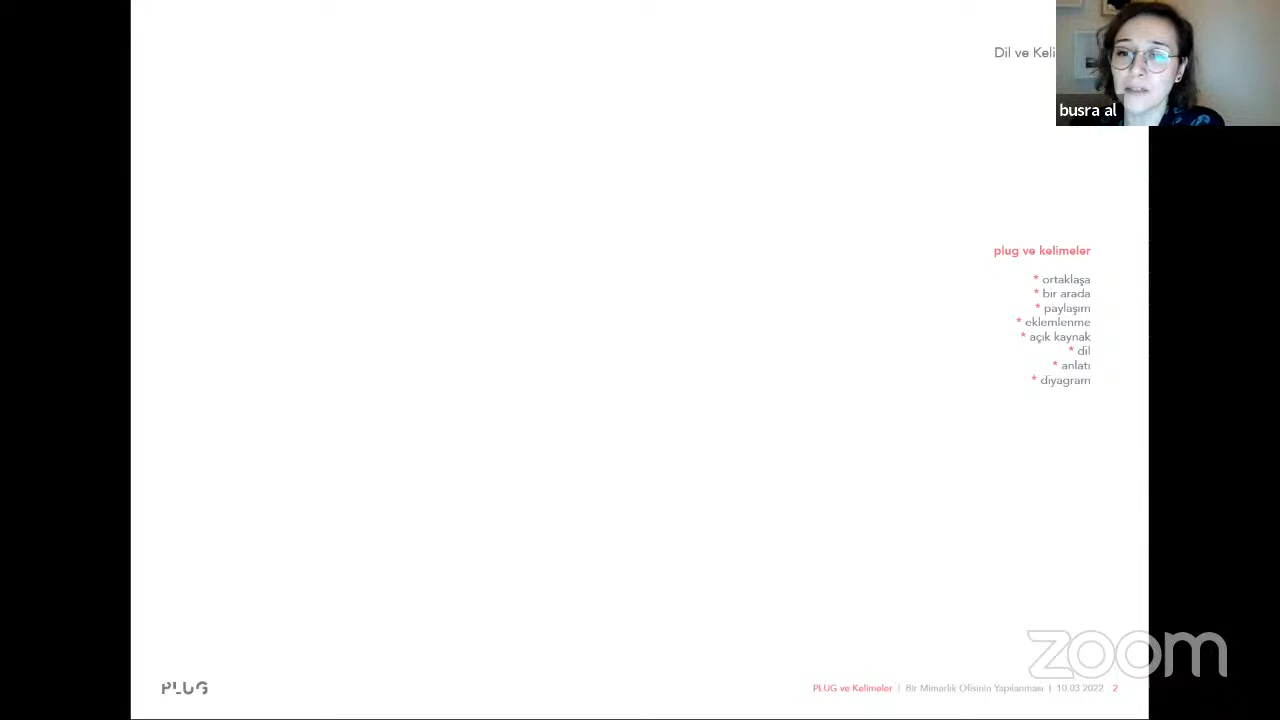 Dil ve Keli
busra al
plug ve kelimeler
* ortaklaşa
* bir arada
* paylaşım
* eklemlenme
* açık kaynak
* dil
* anlatı
* diyagram
zoom
PLUG
PLUG ve Kelimeler | Bir Mimarlık Ofisinin Yapılanması | 10.03 2022 2